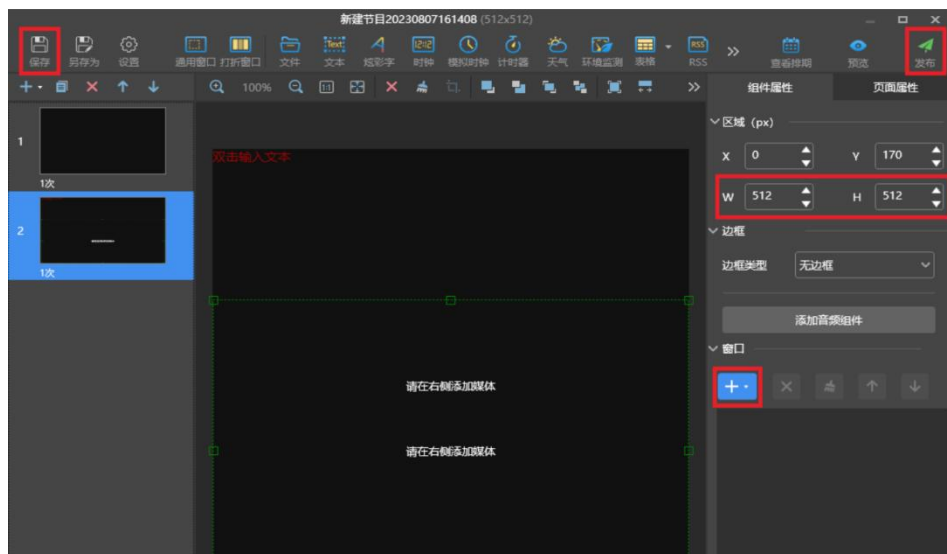 新建节目20230807161408 (512x512)
保存 另存为 设置 通用窗口 打折窗口 文件 文本 炫彩字 时钟 模拟时钟 计时器 天气 环境监测 表格 RSS 查看排期 预览 发布
Text 12:12 RSS
100% 1:1 组件属性 页面属性
区域 (px)
1
双击输入文本
X 0 Y 170
1次
W 512 H 512
2
边框
1次
边框类型 无边框
添加音频组件
窗口
请在右侧添加媒体
请在右侧添加媒体